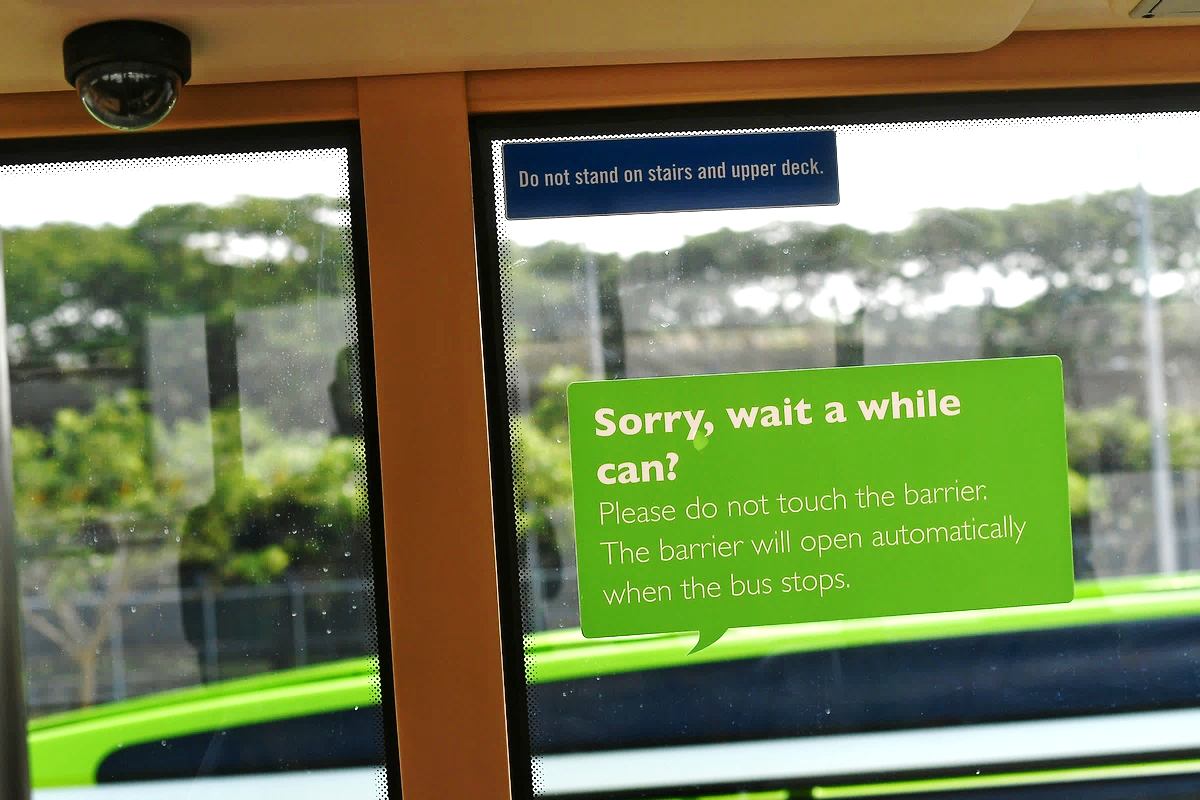 Do not stand on stairs and upper deck.
Sorry, wait a while
can?
Please do not touch the barrier.
The barrier will open automatically
when the bus stops.